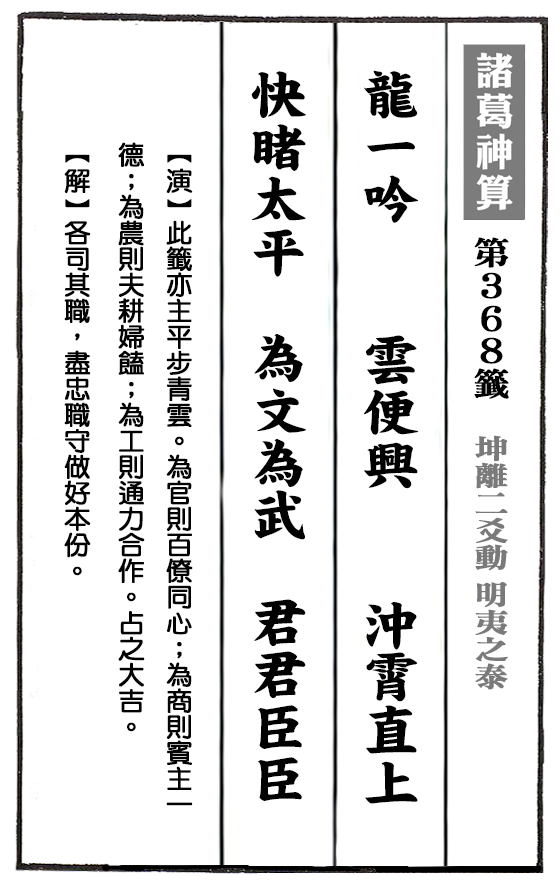 諸葛神算 第368籤 坤離二爻動 明夷之泰
龍一吟 雲便興 沖霄直上
快睹太平 為文為武 君君臣臣
【演】此籤亦主平步青雲。為官則百僚同心；為商則賓主一
德；為農則夫耕婦饁；為工則通力合作。占之大吉。
【解】各司其職，盡忠職守做好本份。